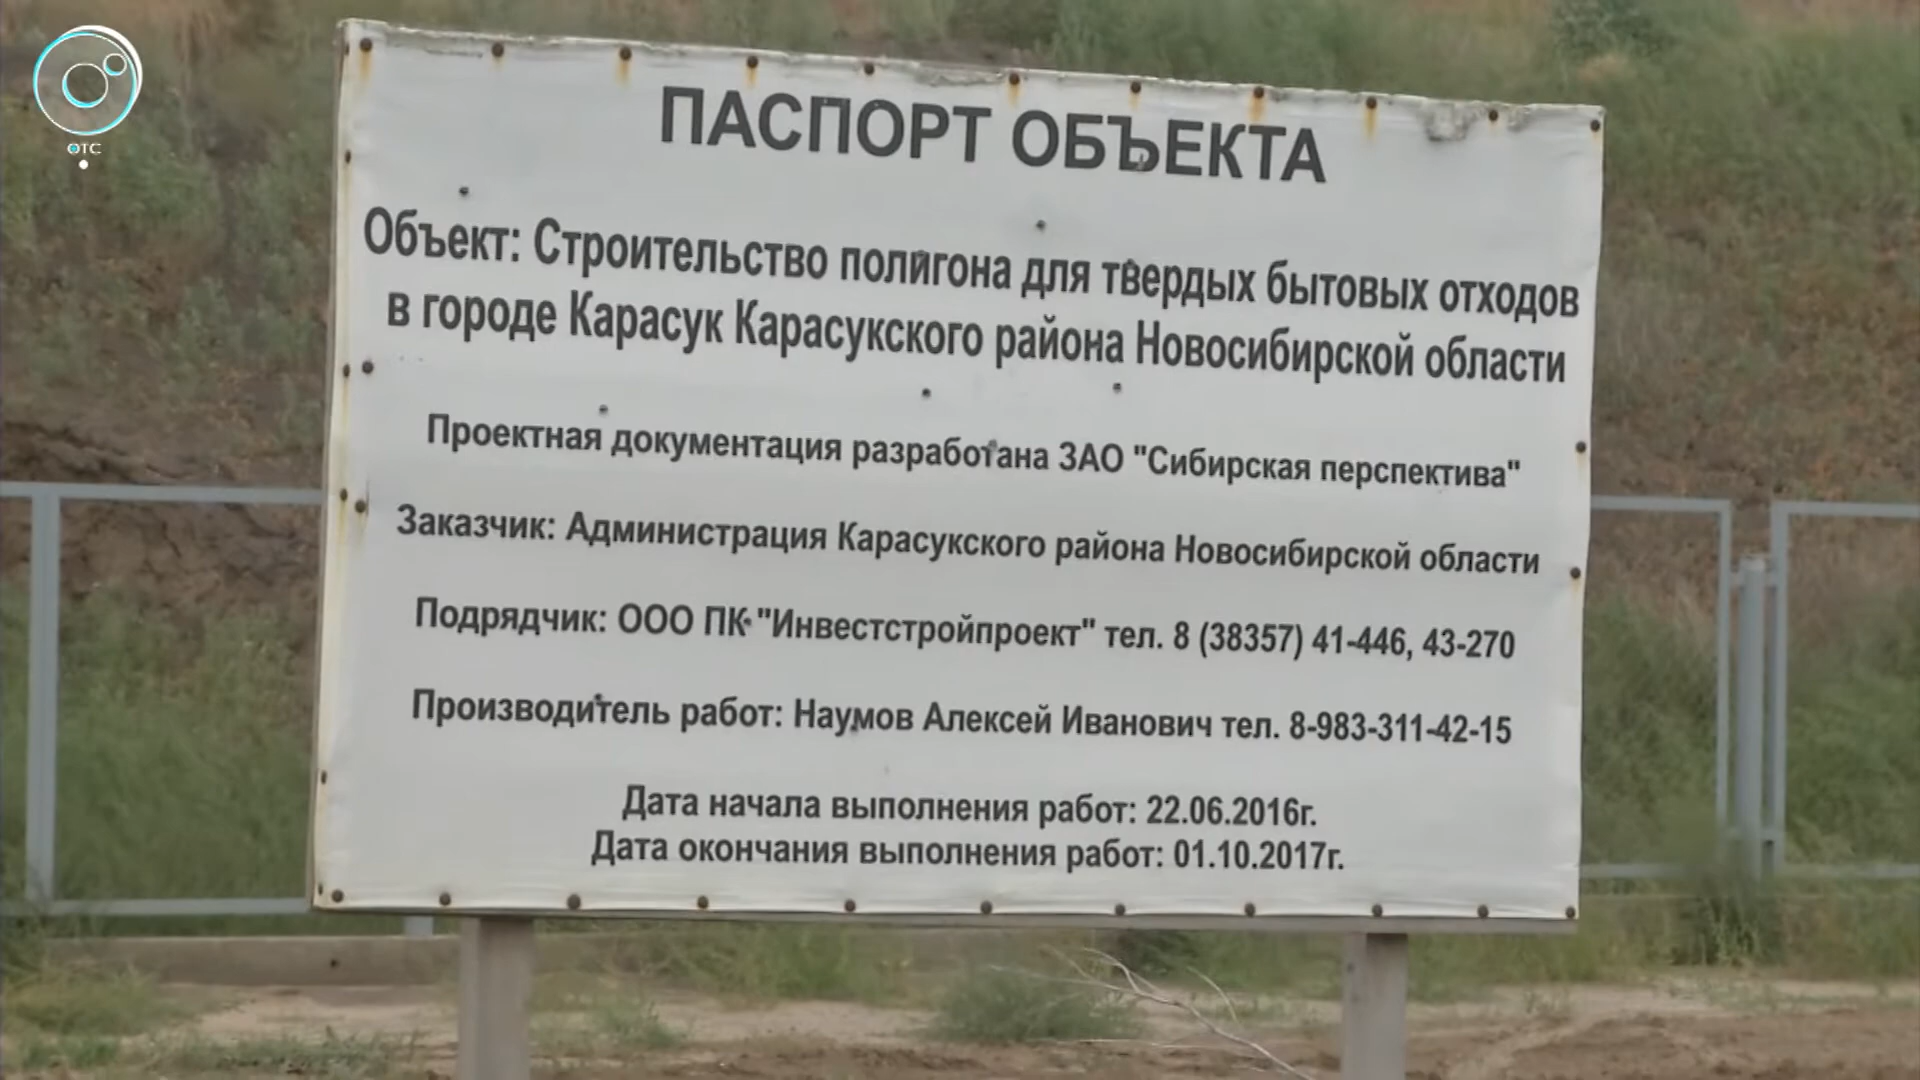 ОТС
ПАСПОРТ ОБЪЕКТА
Объект: Строительство полигона для твердых бытовых отходов
в городе Карасук Карасукского района Новосибирской области
Проектная документация разработана ЗАО "Сибирская перспектива"
Заказчик: Администрация Карасукского района Новосибирской области
Подрядчик: ООО ПК "Инвестстройпроект" тел. 8 (38357) 41-446, 43-270
Производитель работ: Наумов Алексей Иванович тел. 8-983-311-42-15
Дата начала выполнения работ: 22.06.2016г.
Дата окончания выполнения работ: 01.10.2017г.